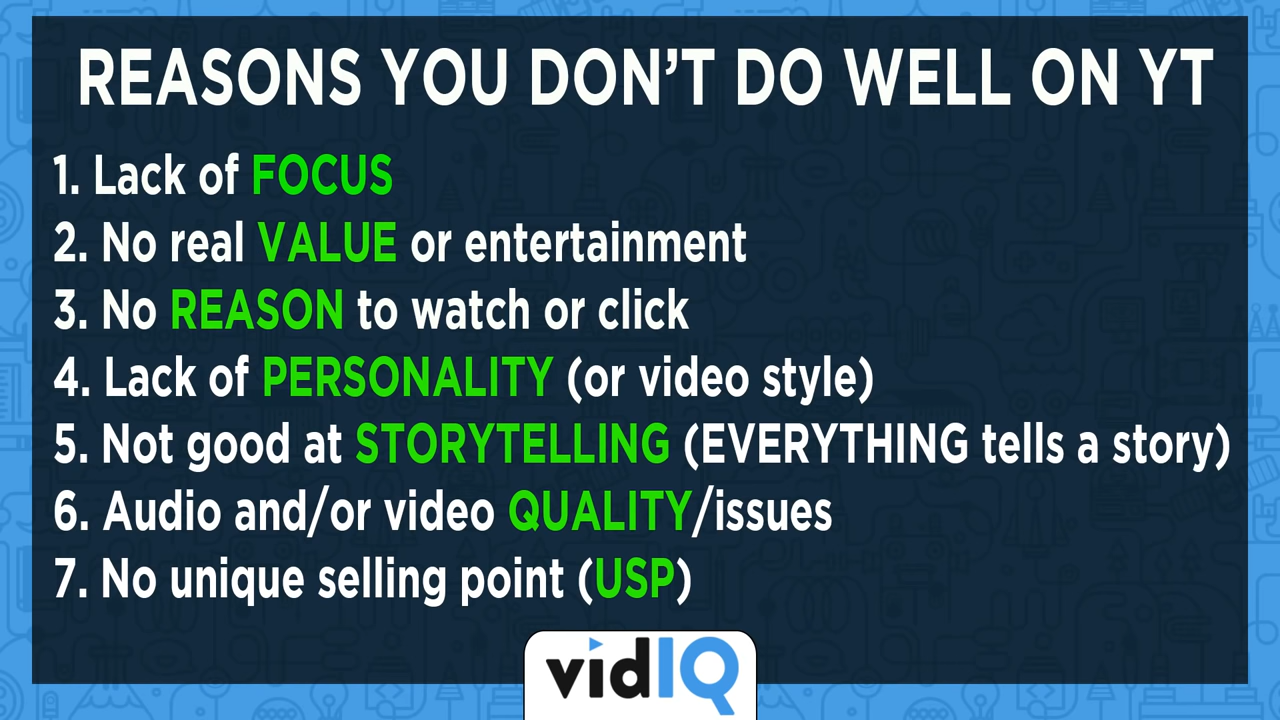 REASONS YOU DON'T DO WELL ON YT
1. Lack of FOCUS
2. No real VALUE or entertainment
3. No REASON to watch or click
4. Lack of PERSONALITY (or video style)
5. Not good at STORYTELLING (EVERYTHING tells a story)
6. Audio and/or video QUALITY/issues
7. No unique selling point (USP)
vidIQ